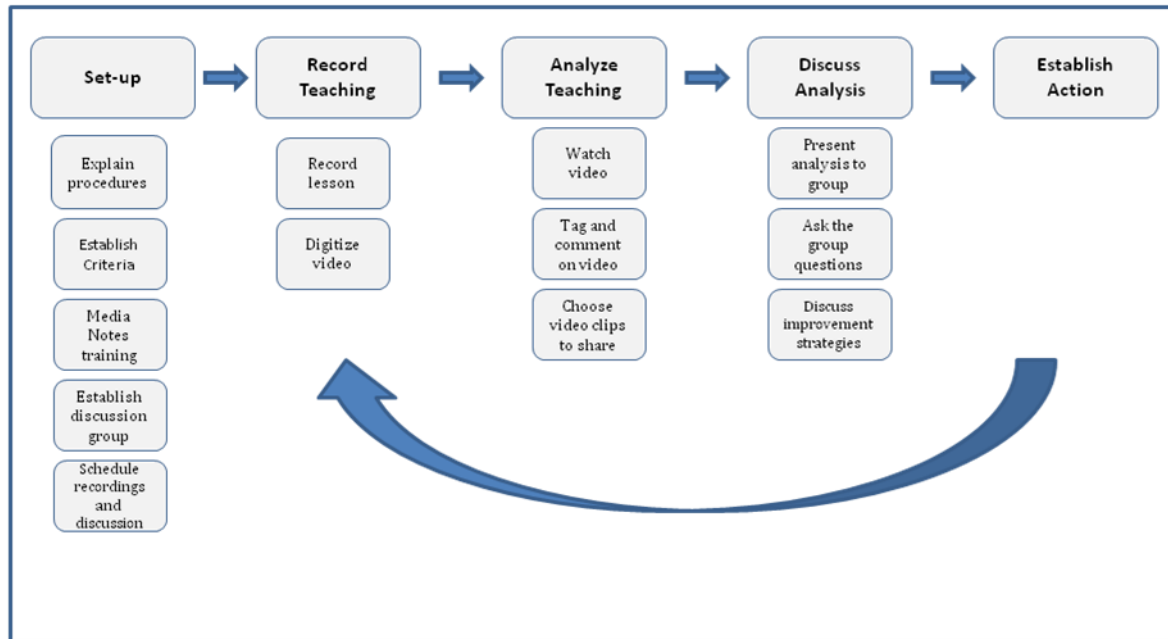 Set-up
Record
Teaching
Analyze
Teaching
Discuss
Analysis
Establish
Action
Explain
procedures
Establish
Criteria
Media
Notes
training
Establish
discussion
group
Schedule
recordings
and
discussion
Record
lesson
Digitize
video
Watch
video
Tag and
comment
on video
Choose
video clips
to share
Present
analysis to
group
Ask the
group
questions
Discuss
improvement
strategies